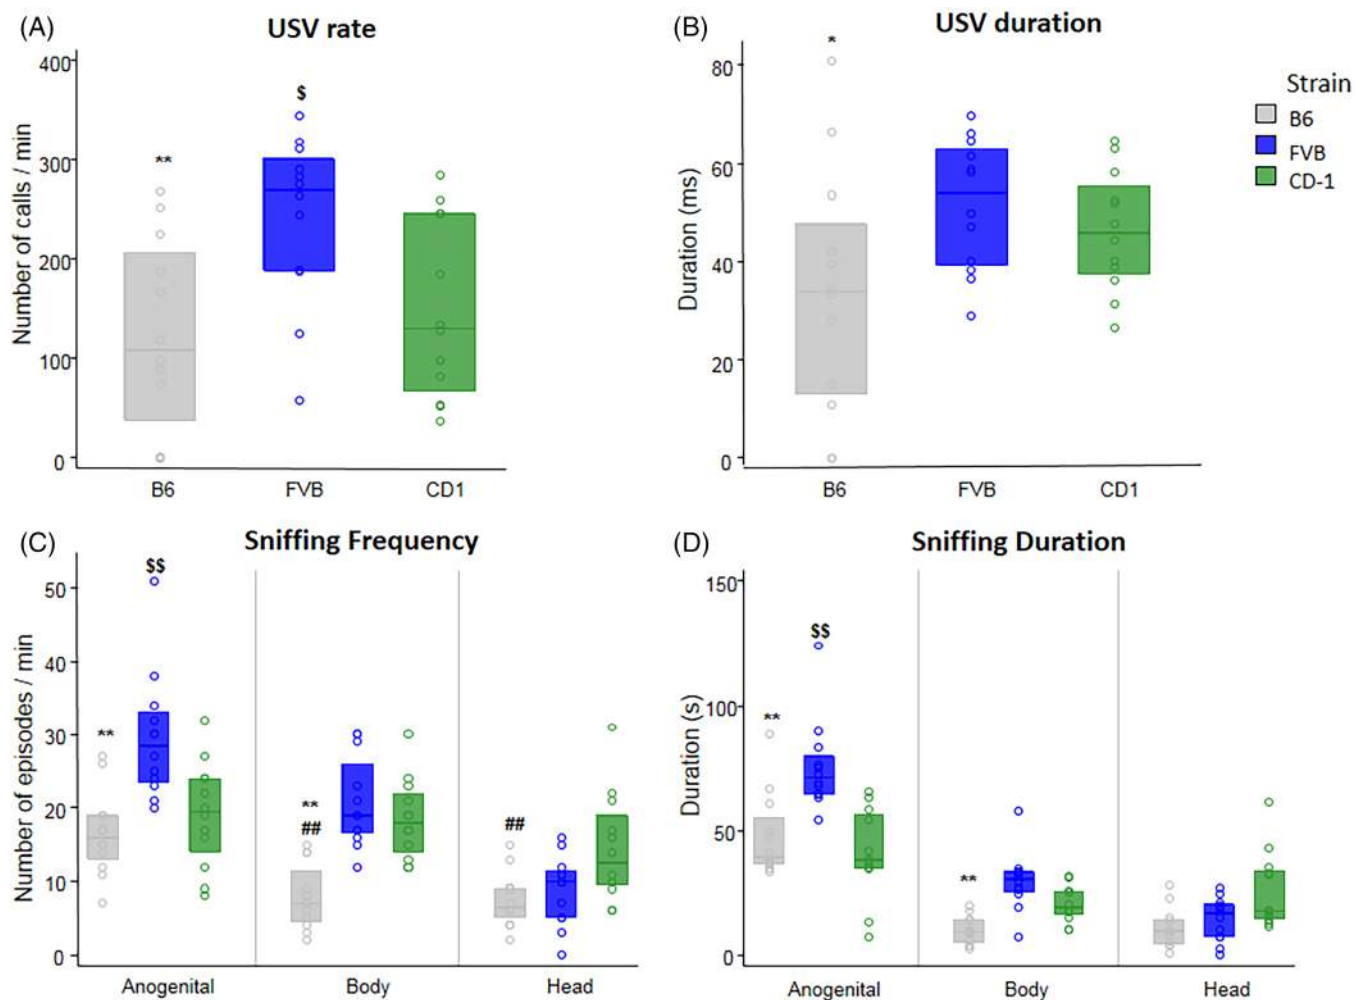 (A) USV rate
400
300
200
100
0
Number of calls / min
**
$
B6 FVB CD1
(B) USV duration
80
60
40
20
0
Duration (ms)
*
B6 FVB CD1
Strain
B6
FVB
CD-1
(C) Sniffing Frequency
50
40
30
20
10
0
Number of episodes / min
**
$$
**
##
##
Anogenital Body Head
(D) Sniffing Duration
150
100
50
0
Duration (s)
**
$$
**
Anogenital Body Head